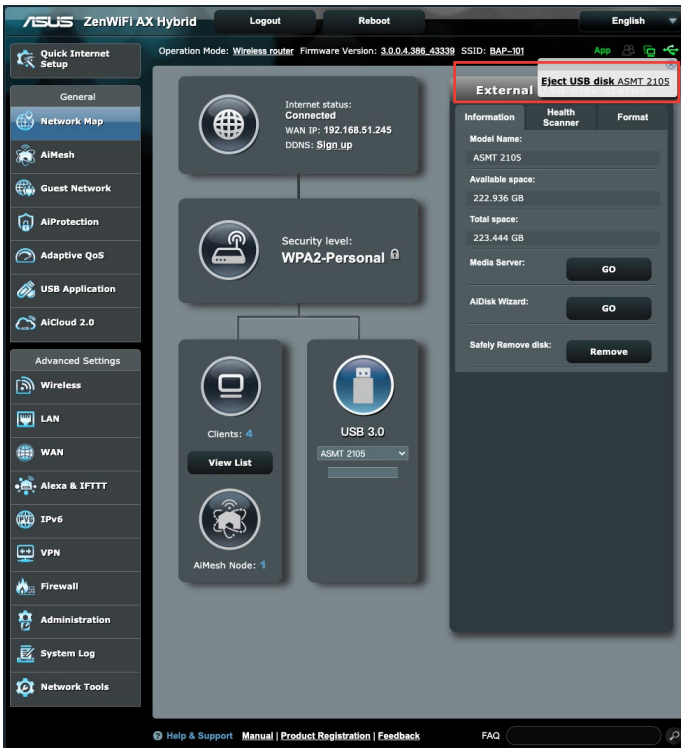 ASUS ZenWiFi AX Hybrid Logout Reboot English
Quick Internet Setup
Operation Mode: Wireless router Firmware Version: 3.0.0.4.386_43339 SSID: BAP-101 App
Eject USB disk ASMT 2105
General
Network Map
AiMesh
Guest Network
AiProtection
Adaptive QoS
USB Application
AiCloud 2.0
Advanced Settings
Wireless
LAN
WAN
Alexa & IFTTT
IPv6
VPN
Firewall
Administration
System Log
Network Tools
Internet status:
Connected
WAN IP: 192.168.51.245
DDNS: Sign up
Security level:
WPA2-Personal
Clients: 4
View List
AiMesh Node: 1
USB 3.0
ASMT 2105
External
Information Health Scanner Format
Model Name:
ASMT 2105
Available space:
222.936 GB
Total space:
223.444 GB
Media Server: GO
AiDisk Wizard: GO
Safely Remove disk: Remove
Help & Support Manual | Product Registration | Feedback FAQ